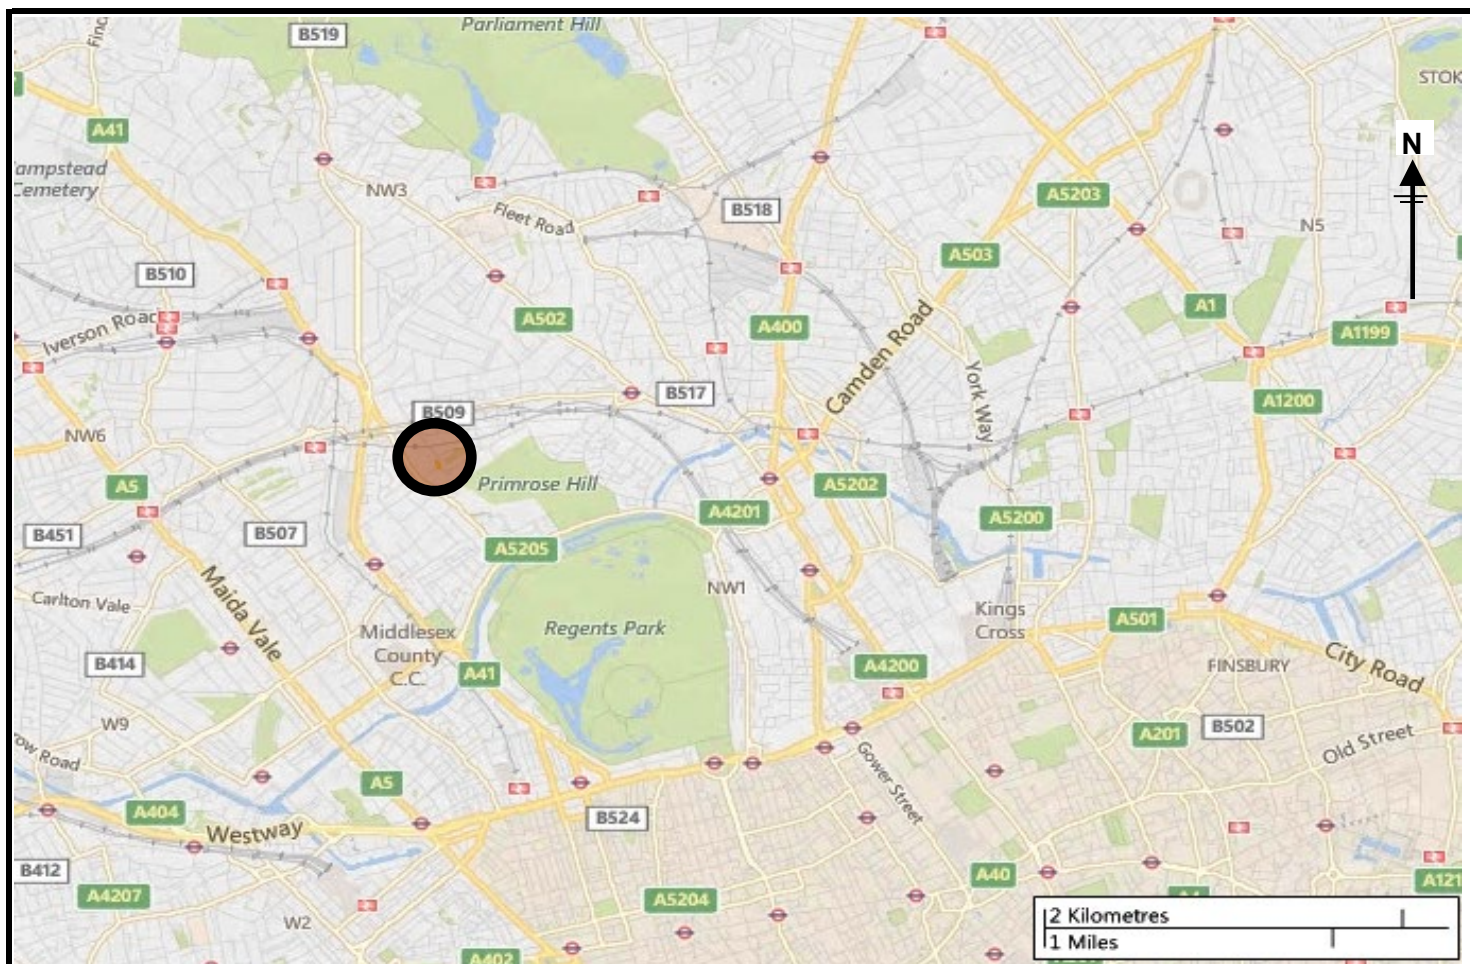 Parliament Hill
B519
Finc
STOK
A41
ampstead
Cemetery
N
NW3
A5203
B518
Fleet Road
N5
A503
B510
A1
A502
Iverson Road
A400
A1199
Camden Road
B517
York Way
A1200
B509
NW6
Primrose Hill
A5
A5202
A4201
A5200
B451
B507
A5205
Maida Vale
NW1
Carlton Vale
Kings
Cross
A501
Middlesex
County
C.C.
Regents Park
B414
A41
A4200
FINSBURY
City Road
W9
B502
A201
Old Street
row Road
Gower Street
A5
A404
B524
Westway
B412
A40
A4207
A5204
A121
W2
2 Kilometres
1 Miles
A402